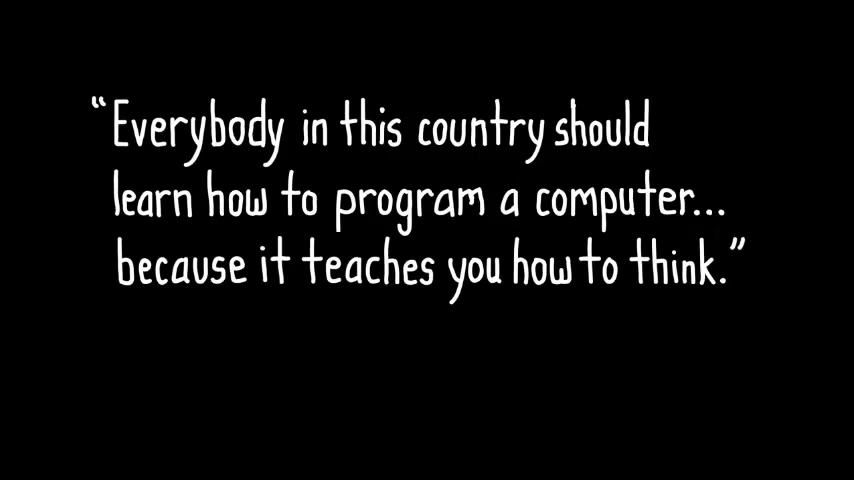 “Everybody in this country should
learn how to program a computer...
because it teaches you how to think.”